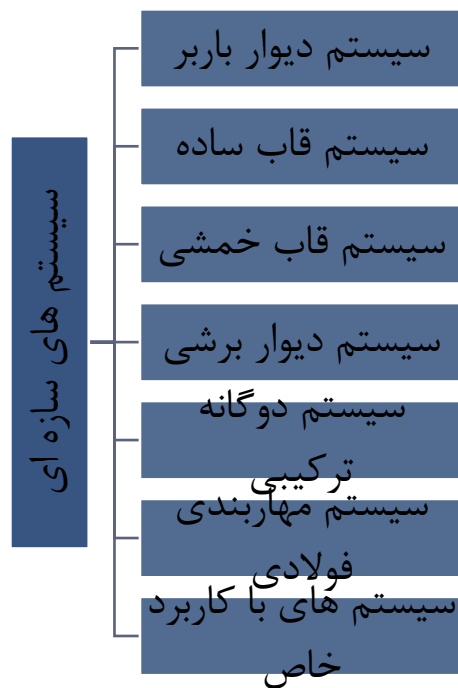 سیستم های سازه ای
سیستم دیوار باربر
سیستم قاب ساده
سیستم قاب خمشی
سیستم دیوار برشی
سیستم دوگانه
ترکیبی
سیستم مهاربندی
فولادی
سیستم های با کاربرد
خاص